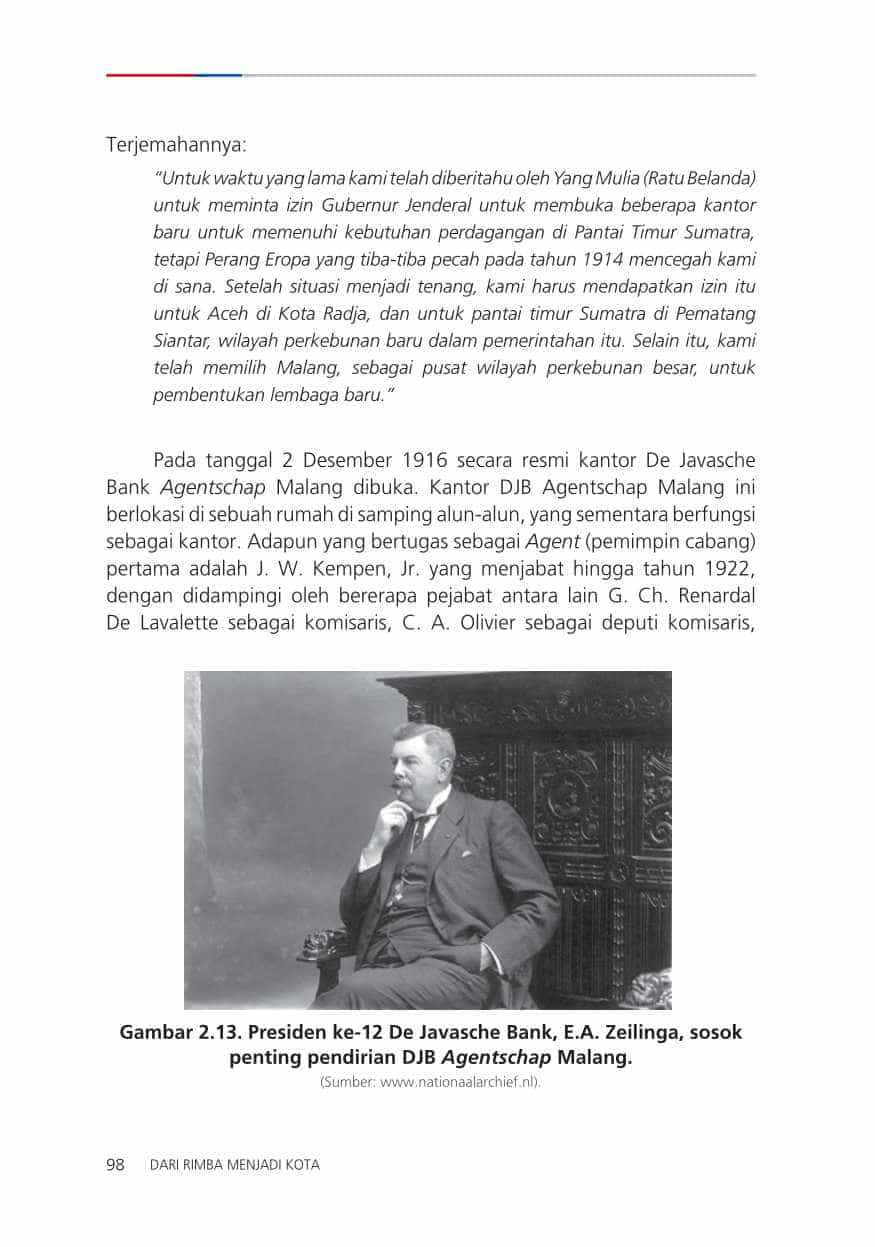 Terjemahannya:
“Untuk waktu yang lama kami telah diberitahu oleh Yang Mulia (Ratu Belanda)
untuk meminta izin Gubernur Jenderal untuk membuka beberapa kantor
baru untuk memenuhi kebutuhan perdagangan di Pantai Timur Sumatra,
tetapi Perang Eropa yang tiba-tiba pecah pada tahun 1914 mencegah kami
di sana. Setelah situasi menjadi tenang, kami harus mendapatkan izin itu
untuk Aceh di Kota Radja, dan untuk pantai timur Sumatra di Pematang
Siantar, wilayah perkebunan baru dalam pemerintahan itu. Selain itu, kami
telah memilih Malang, sebagai pusat wilayah perkebunan besar, untuk
pembentukan lembaga baru.”
Pada tanggal 2 Desember 1916 secara resmi kantor De Javasche
Bank Agentschap Malang dibuka. Kantor DJB Agentschap Malang ini
berlokasi di sebuah rumah di samping alun-alun, yang sementara berfungsi
sebagai kantor. Adapun yang bertugas sebagai Agent (pemimpin cabang)
pertama adalah J. W. Kempen, Jr. yang menjabat hingga tahun 1922,
dengan didampingi oleh bererapa pejabat antara lain G. Ch. Renardal
De Lavalette sebagai komisaris, C. A. Olivier sebagai deputi komisaris,
Gambar 2.13. Presiden ke-12 De Javasche Bank, E.A. Zeilinga, sosok
penting pendirian DJB Agentschap Malang.
(Sumber: www.nationaalarchief.nl).
98 DARI RIMBA MENJADI KOTA